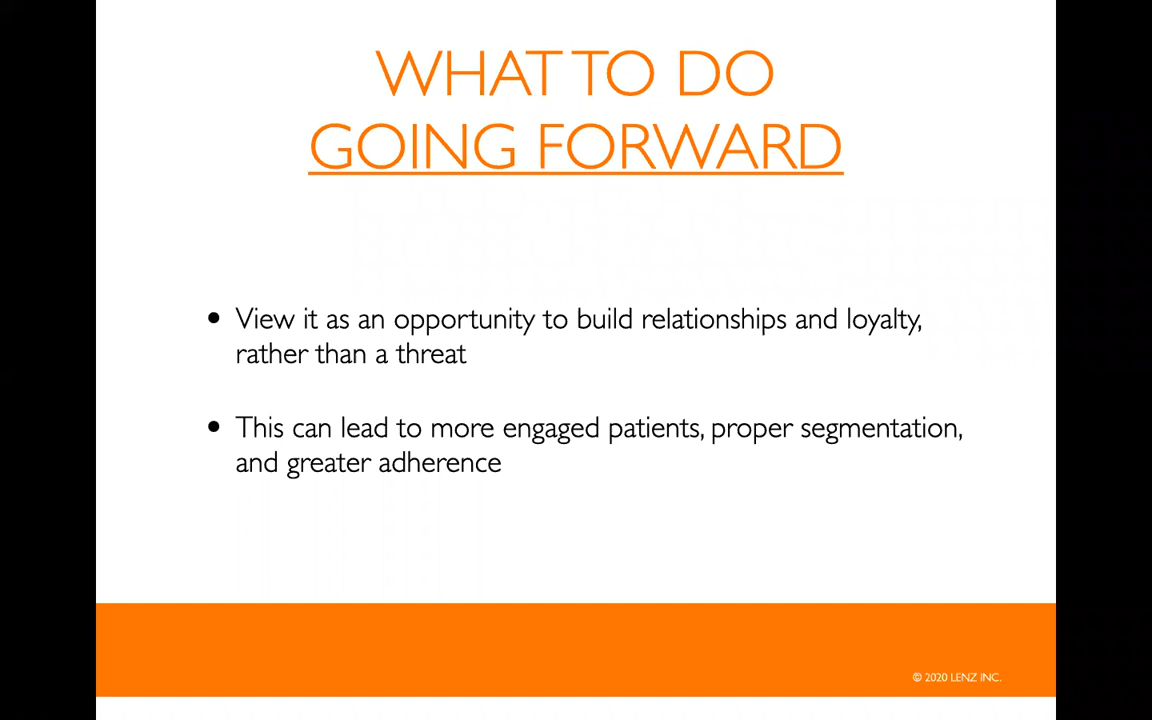 WHAT TO DO
GOING FORWARD
• View it as an opportunity to build relationships and loyalty,
rather than a threat
• This can lead to more engaged patients, proper segmentation,
and greater adherence
© 2020 LENZ INC.